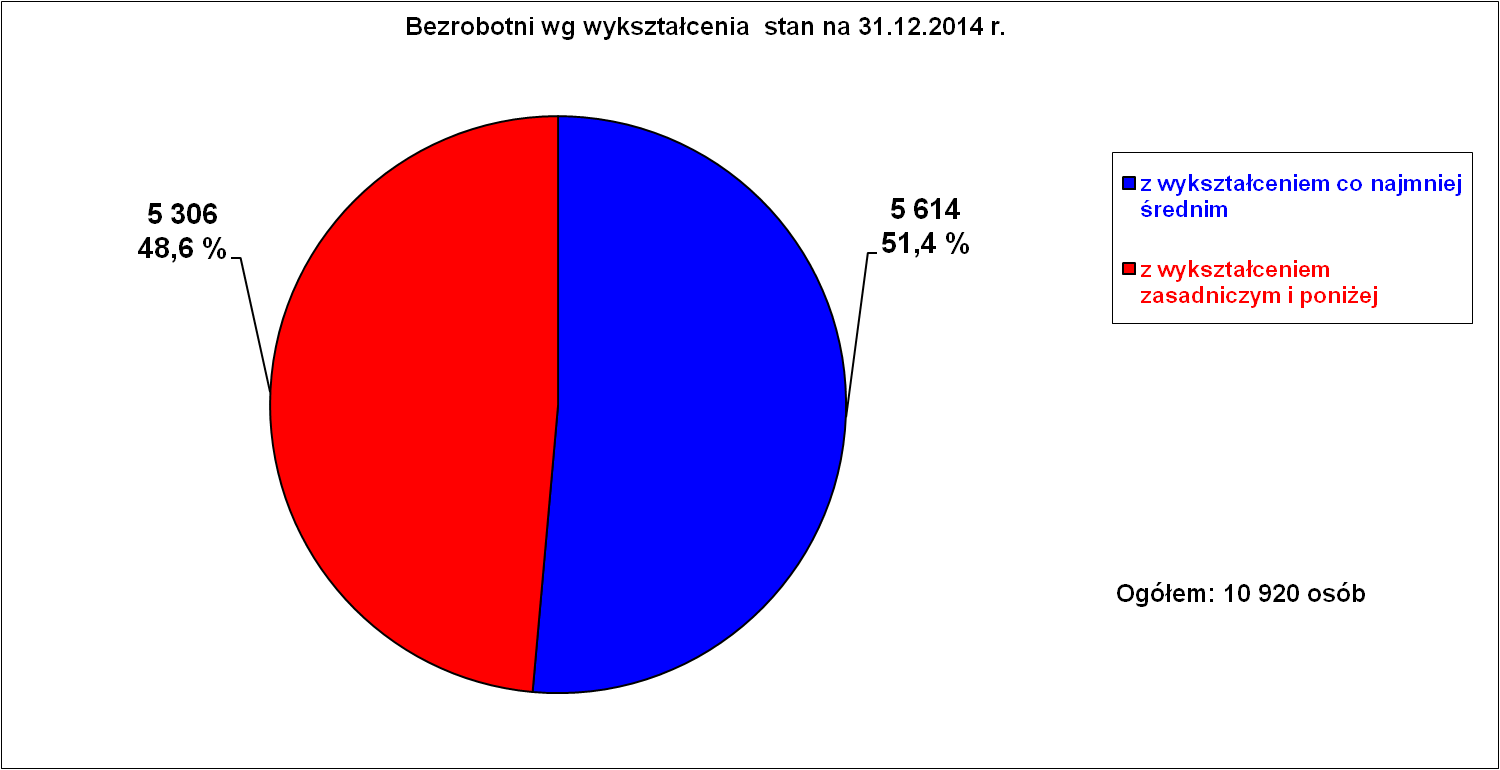 Bezrobotni wg wykształcenia  stan na 31.12.2014 r.
5 306
48,6 %
5 614
51,4 %
z wykształceniem co najmniej
średnim
z wykształceniem
zasadniczym i poniżej
Ogółem: 10 920 osób